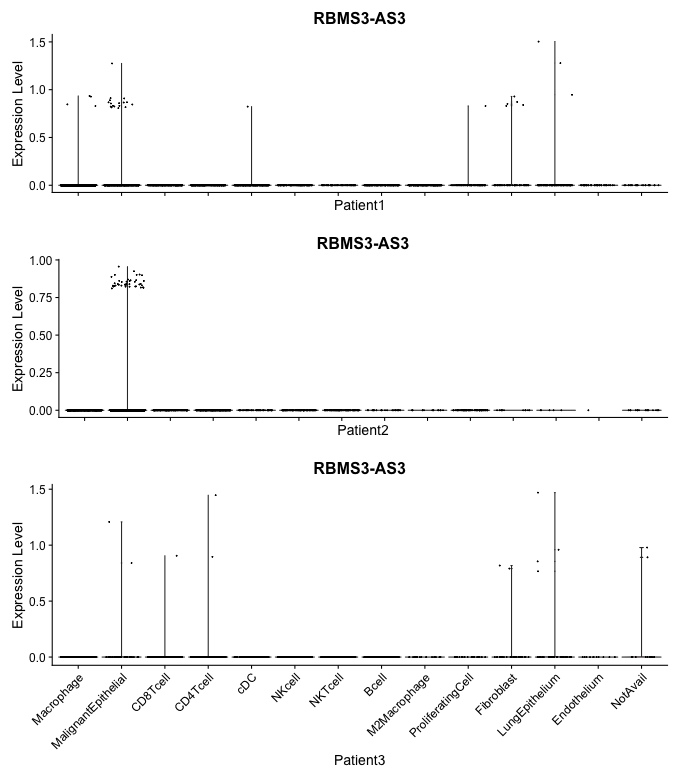 RBMS3-AS3
Expression Level
1.5
1.0
0.5
0.0
Patient1
RBMS3-AS3
Expression Level
1.00
0.75
0.50
0.25
0.00
Patient2
RBMS3-AS3
Expression Level
1.5
1.0
0.5
0.0
Macrophage
MalignantEpithelial
CD8Tcell
CD4Tcell
cDC
NKcell
NKTcell
Bcell
M2Macrophage
ProliferatingCell
Fibroblast
LungEpithelium
Endothelium
NotAvail
Patient3